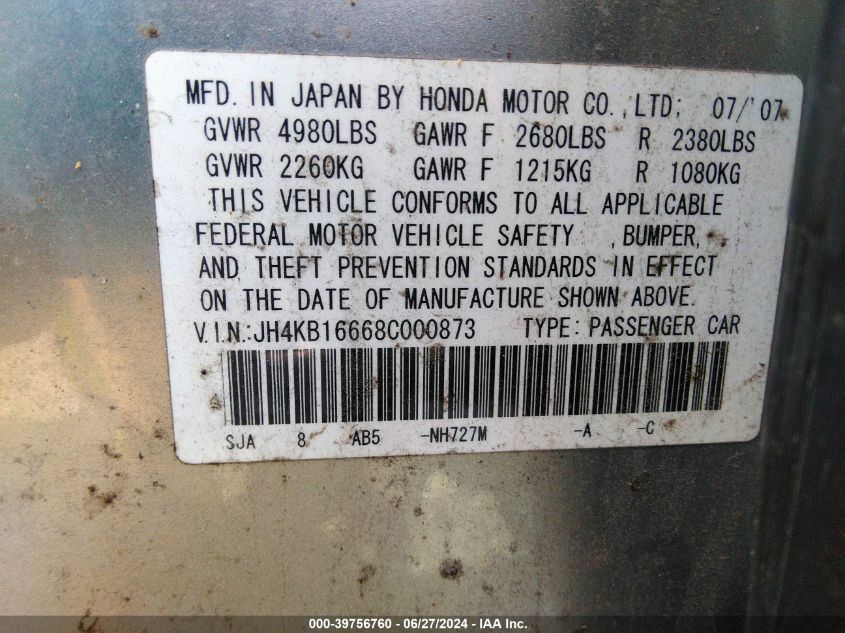 MFD. IN JAPAN BY HONDA MOTOR CO.,LTD; 07/'07
GVWR 4980LBS GAWR F 2680LBS R 2380LBS
GVWR 2260KG GAWR F 1215KG R 1080KG
THIS VEHICLE CONFORMS TO ALL APPLICABLE
FEDERAL MOTOR VEHICLE SAFETY ,BUMPER,
AND THEFT PREVENTION STANDARDS IN EFFECT
ON THE DATE OF MANUFACTURE SHOWN ABOVE.
V.I.N.:JH4KB16668C000873 TYPE:PASSENGER CAR
SJA 8 AB5 -NH727M -A -C
000-39756760 - 06/27/2024 - IAA Inc.